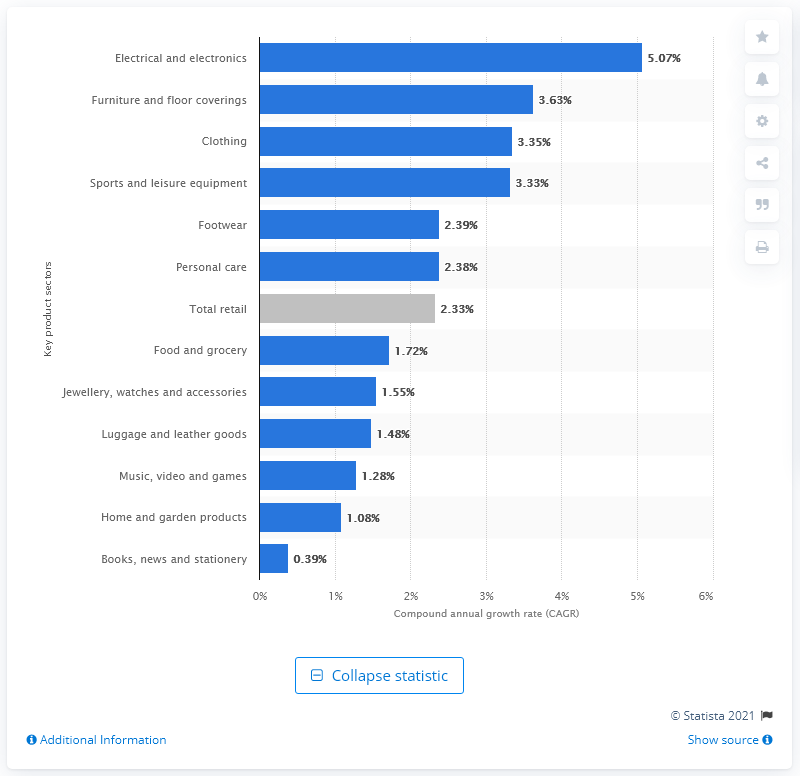 Key product sectors
Electrical and electronics 5.07%
Furniture and floor coverings 3.63%
Clothing 3.35%
Sports and leisure equipment 3.33%
Footwear 2.39%
Personal care 2.38%
Total retail 2.33%
Food and grocery 1.72%
Jewellery, watches and accessories 1.55%
Luggage and leather goods 1.48%
Music, video and games 1.28%
Home and garden products 1.08%
Books, news and stationery 0.39%
0% 1% 2% 3% 4% 5% 6%
Compound annual growth rate (CAGR)
Collapse statistic
© Statista 2021
Additional Information Show source